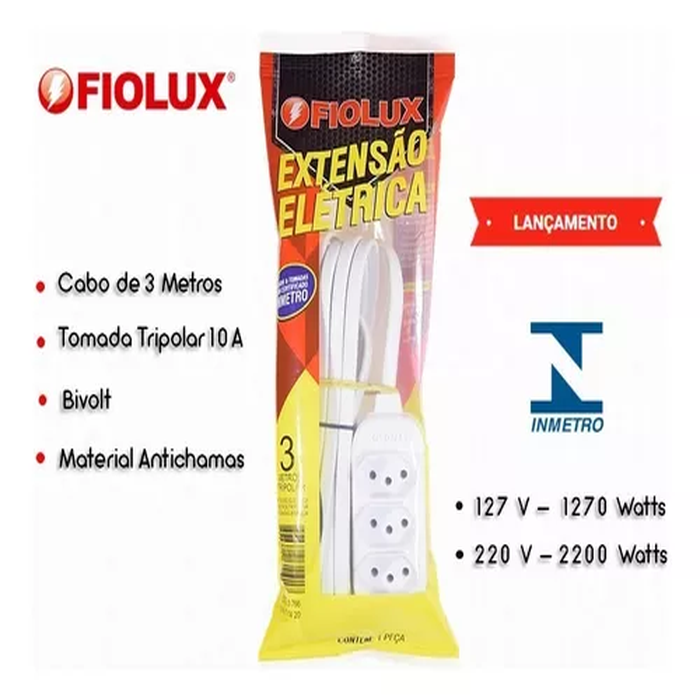 FIOLUX®
FIOLUX
EXTENSÃO
ELÉTRICA
LANÇAMENTO
Cabo de 3 Metros
Tomada Tripolar 10 A
Bivolt
Material Antichamas
INMETRO
INMETRO
FIOLUX
3
127 V – 1270 Watts
220 V – 2200 Watts
CONTÉM 1 PEÇA